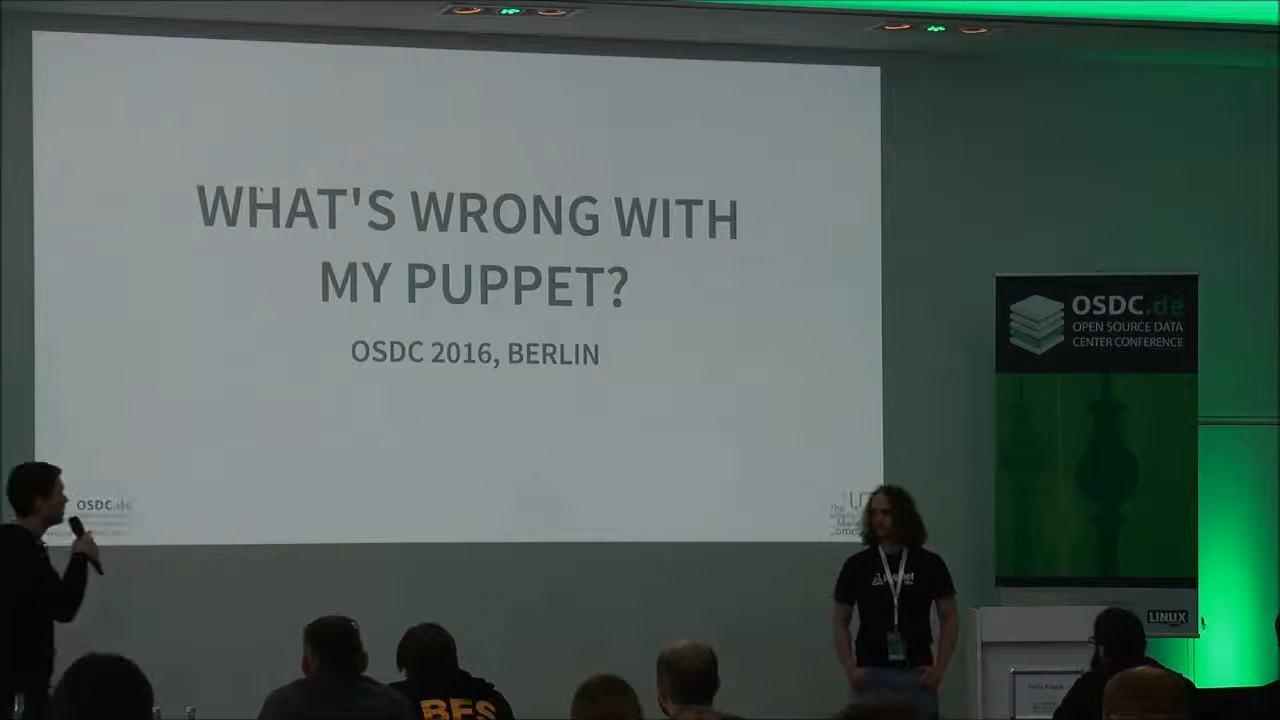 WHAT'S WRONG WITH
MY PUPPET?
OSDC 2016, BERLIN
OSDC.de
OSDC.de
OPEN SOURCE DATA
CENTER CONFERENCE
puppet
BFS
LINUX